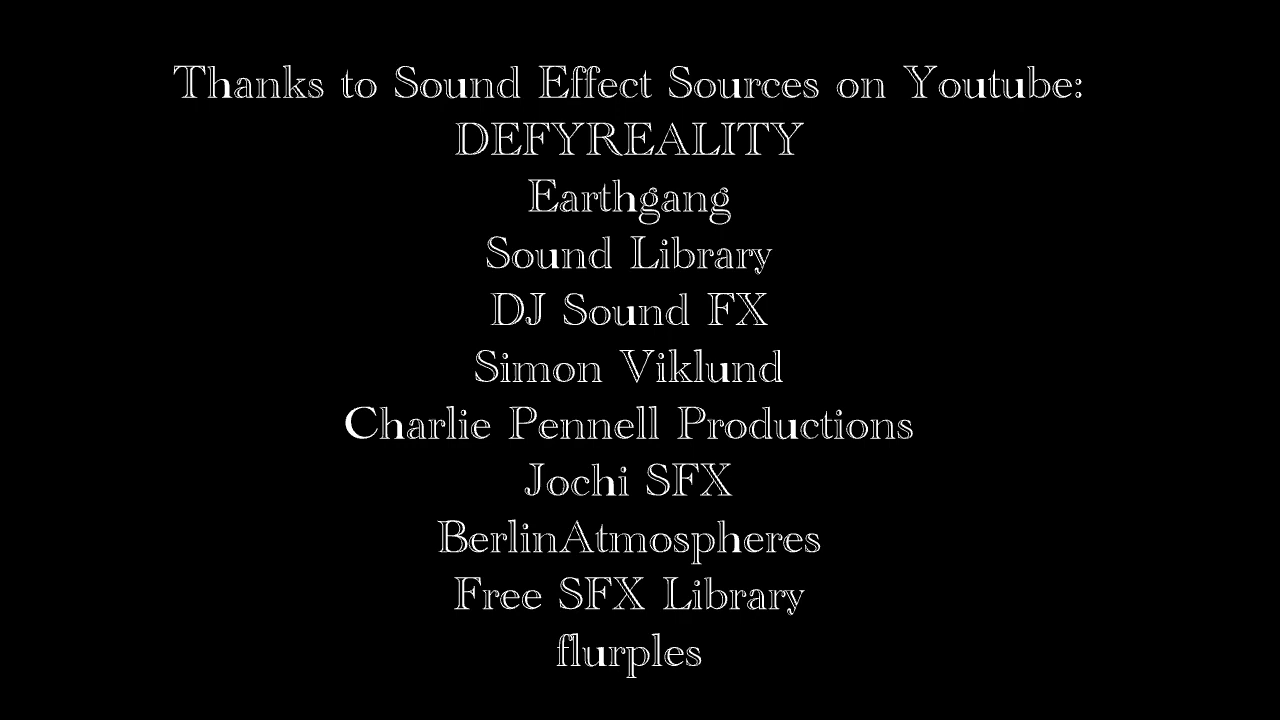 Thanks to Sound Effect Sources on Youtube:
DEFYREALITY
Earthgang
Sound Library
DJ Sound FX
Simon Viklund
Charlie Pennell Productions
Jochi SFX
BerlinAtmospheres
Free SFX Library
flurples